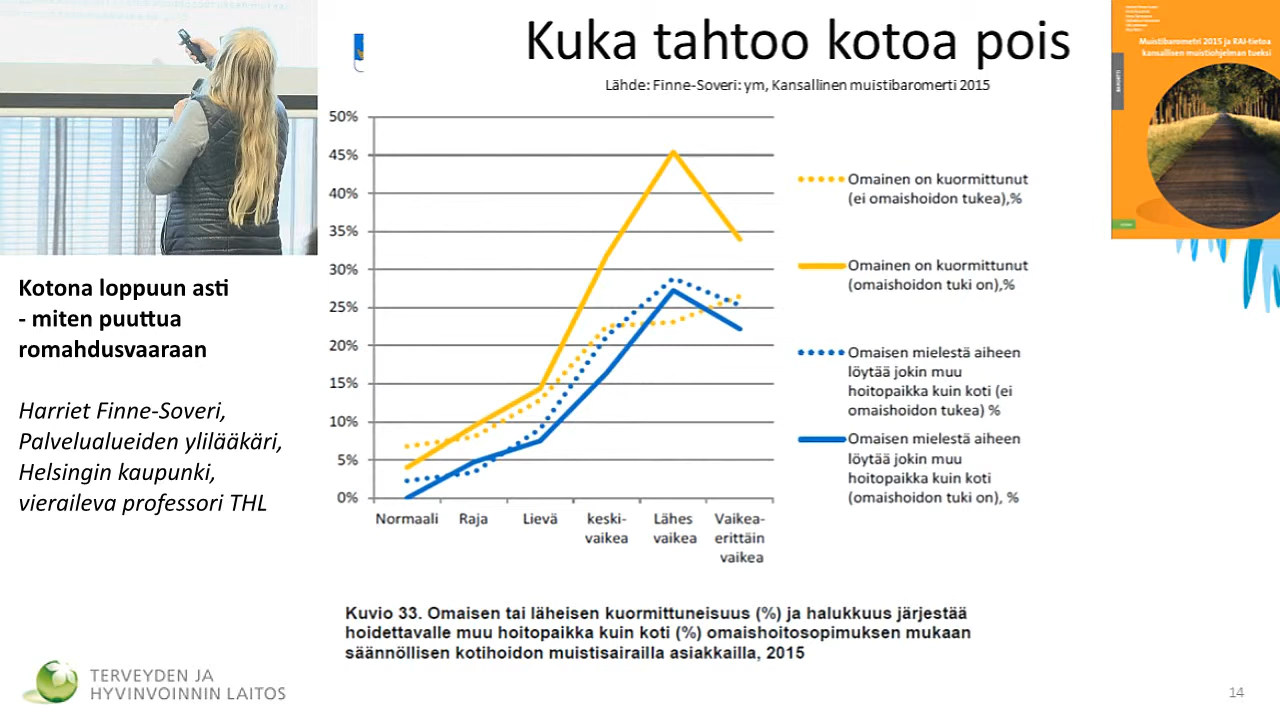 Kuka tahtoo kotoa pois
Lähde: Finne-Soveri: ym, Kansallinen muistibaromerti 2015
Muistibarometri 2015 ja RAI-tietoa
kansallisen muistiohjelman tueksi
50%
45%
40%
35%
30%
25%
20%
15%
10%
5%
0%
Normaali
Raja
Lievä
keski-
vaikea
Lähes
vaikea
Vaikea-
erittäin
vaikea
Omainen on kuormittunut
(ei omaishoidon tukea),%
Omainen on kuormittunut
(omaishoidon tuki on),%
Omaisen mielestä aiheen
löytää jokin muu
hoitopaikka kuin koti (ei
omaishoidon tukea) %
Omaisen mielestä aiheen
löytää jokin muu
hoitopaikka kuin koti
(omaishoidon tuki on), %
Kuvio 33. Omaisen tai läheisen kuormittuneisuus (%) ja halukkuus järjestää
hoidettavalle muu hoitopaikka kuin koti (%) omaishoitosopimuksen mukaan
säännöllisen kotihoidon muistisairailla asiakkailla, 2015
Kotona loppuun asti
- miten puuttua
romahdusvaaraan
Harriet Finne-Soveri,
Palvelualueiden ylilääkäri,
Helsingin kaupunki,
vieraileva professori THL
TERVEYDEN JA
HYVINVOINNIN LAITOS
14